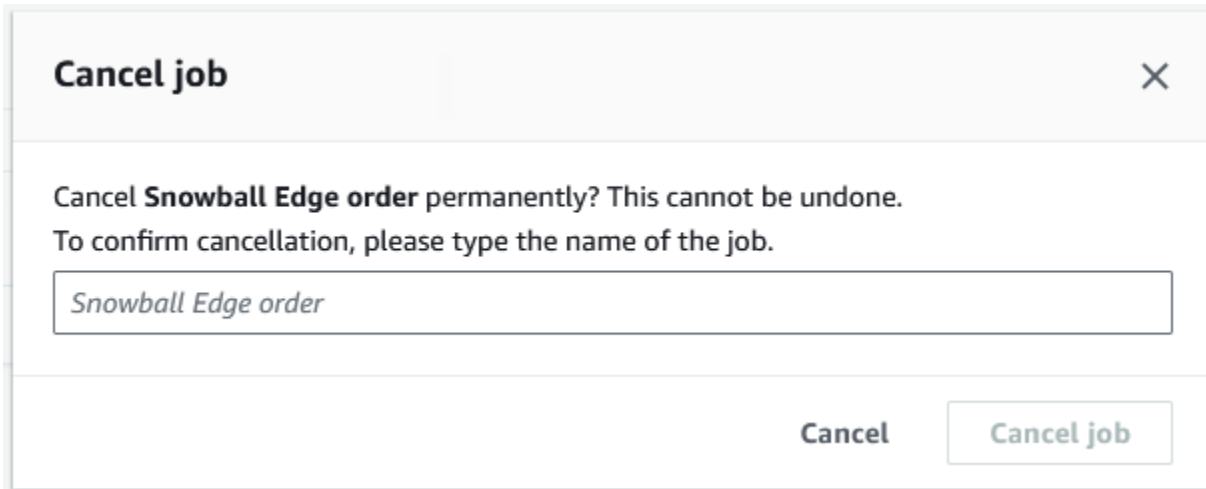 Cancel job
Cancel Snowball Edge order permanently? This cannot be undone.
To confirm cancellation, please type the name of the job.
Snowball Edge order
Cancel
Cancel job